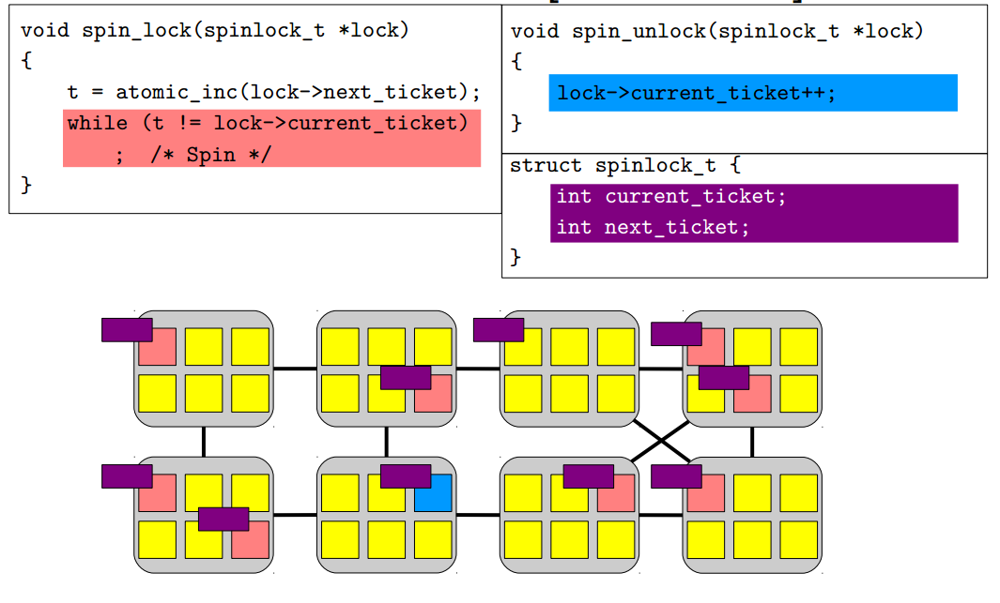 void spin_lock(spinlock_t *lock)
{
t = atomic_inc(lock->next_ticket);
while (t != lock->current_ticket)
; /* Spin */
}
void spin_unlock(spinlock_t *lock)
{
lock->current_ticket++;
}
struct spinlock_t {
int current_ticket;
int next_ticket;
}